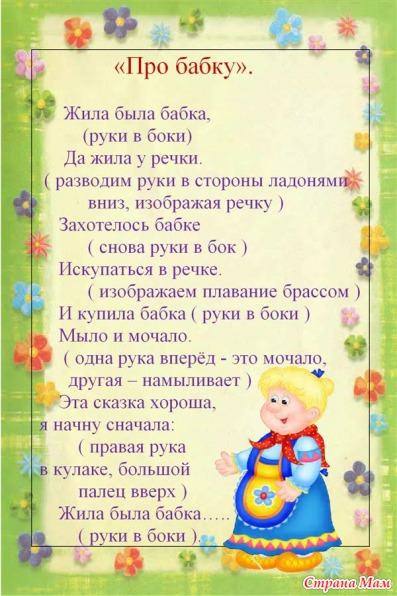 «Про бабку».
Жила была бабка,
(руки в боки)
Да жила у речки.
( разводим руки в стороны ладонями
вниз, изображая речку )
Захотелось бабке
( снова руки в бок )
Искупаться в речке.
( изображаем плавание брассом )
И купила бабка ( руки в боки )
Мыло и мочало.
( одна рука вперёд - это мочало,
другая – намыливает )
Эта сказка хороша,
я начну сначала:
( правая рука
в кулаке, большой
палец вверх )
Жила была бабка…..
( руки в боки ).
Страна Мам